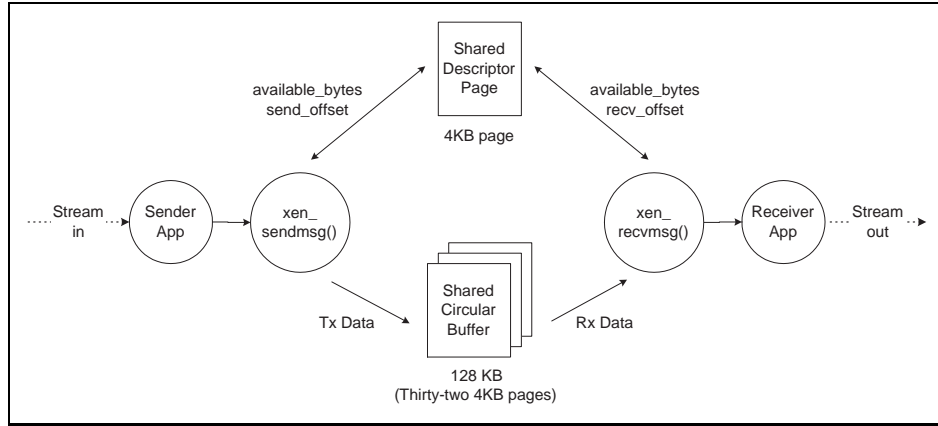 Shared
Descriptor
Page
4KB page
available_bytes
send_offset
available_bytes
recv_offset
Stream
in
Sender
App
xen_
sendmsg()
xen_
recvmsg()
Receiver
App
Stream
out
Tx Data
Shared
Circular
Buffer
Rx Data
128 KB
(Thirty-two 4KB pages)